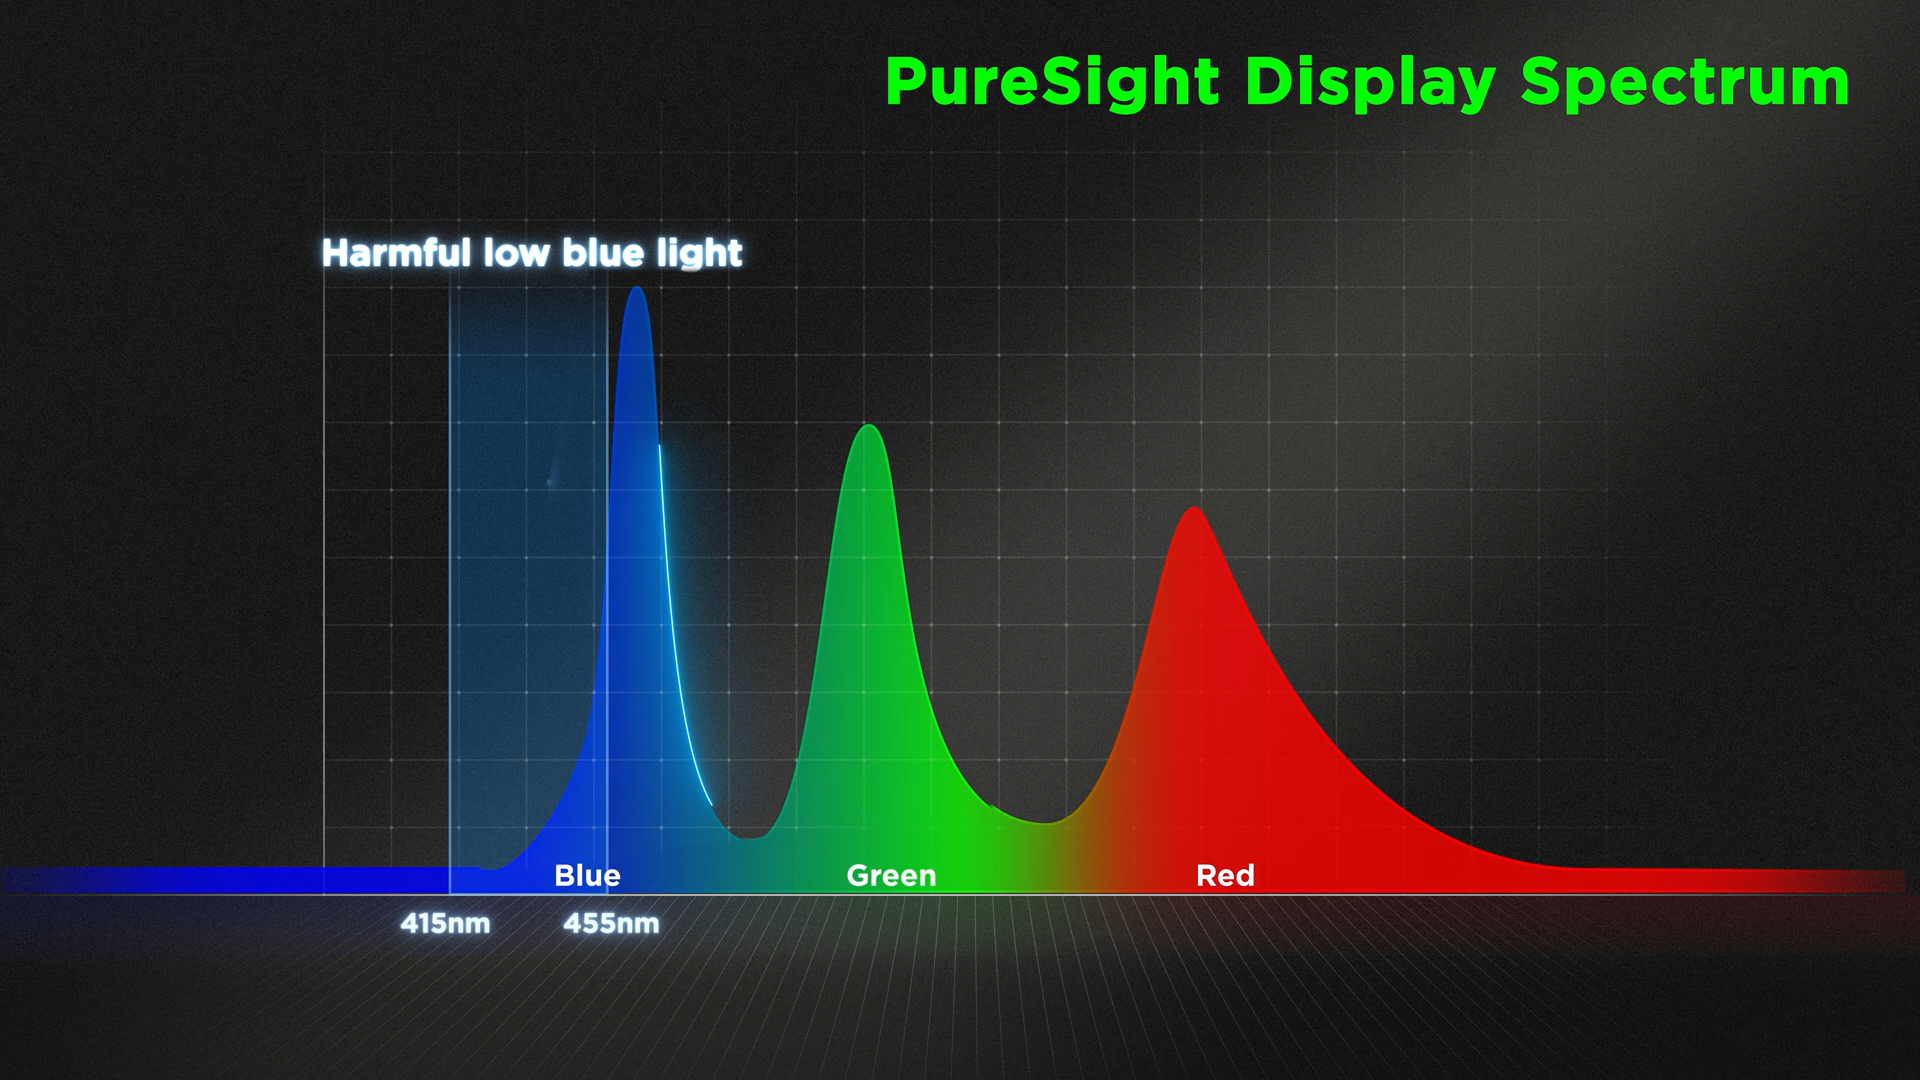 PureSight Display Spectrum
Harmful low blue light
Blue
Green
Red
415nm
455nm